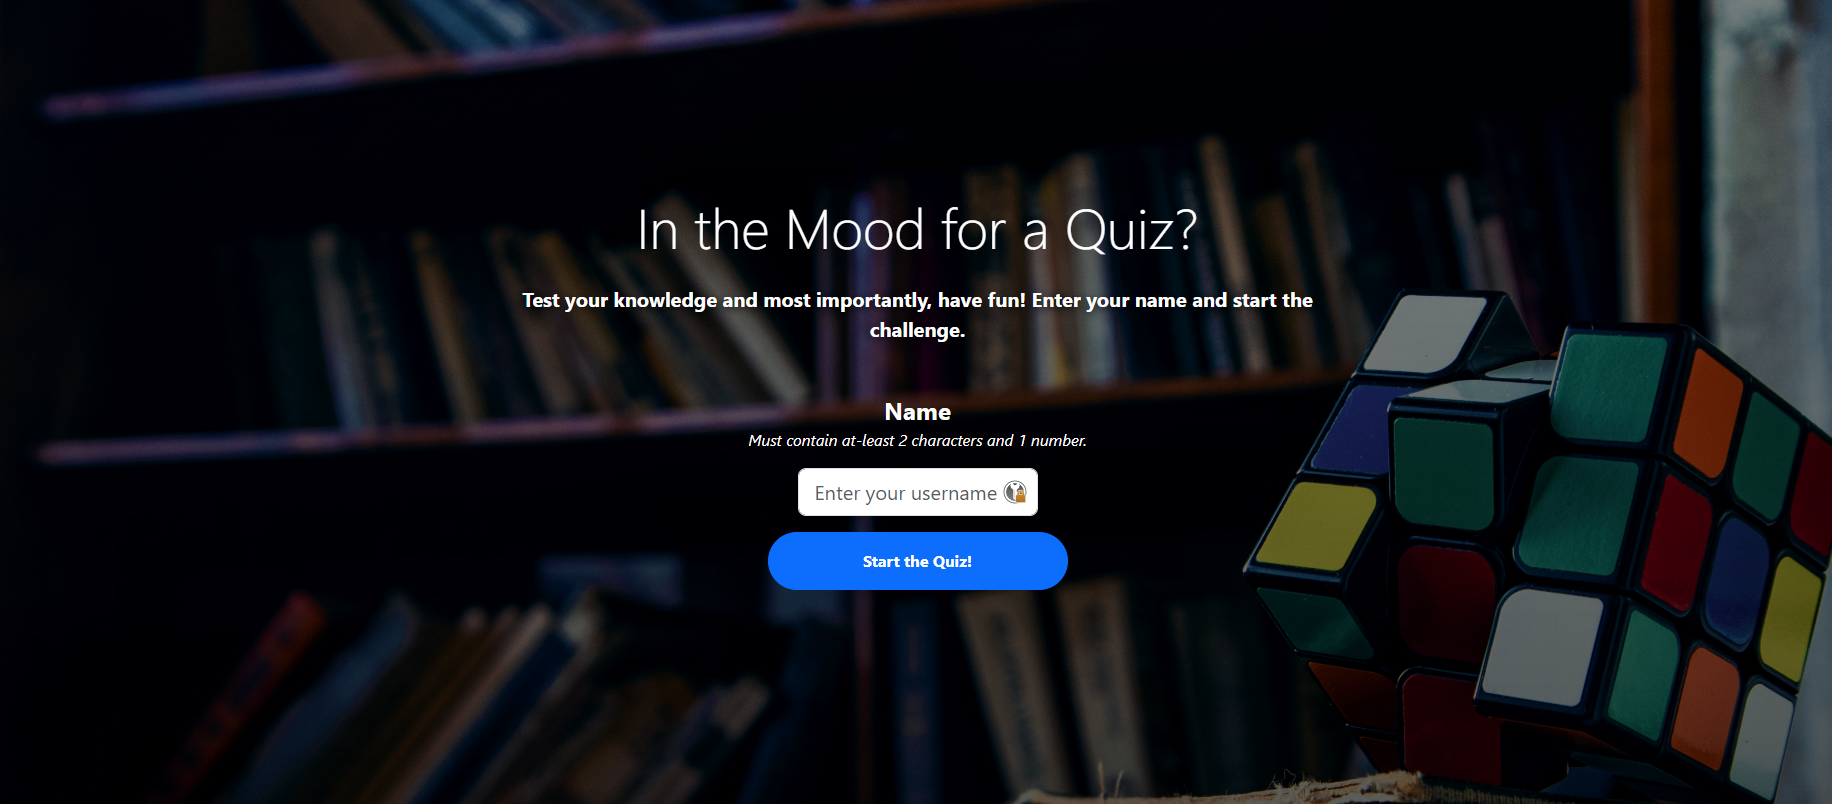 In the Mood for a Quiz?
Test your knowledge and most importantly, have fun! Enter your name and start the
challenge.
Name
Must contain at-least 2 characters and 1 number.
Enter your username
Start the Quiz!